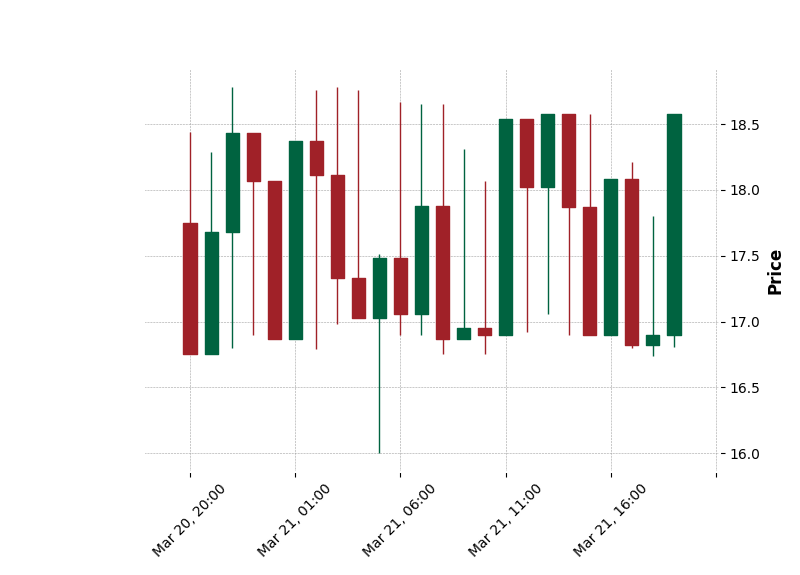 18.5
18.0
17.5
17.0
16.5
16.0
Price
Mar 20, 20:00
Mar 21, 01:00
Mar 21, 06:00
Mar 21, 11:00
Mar 21, 16:00